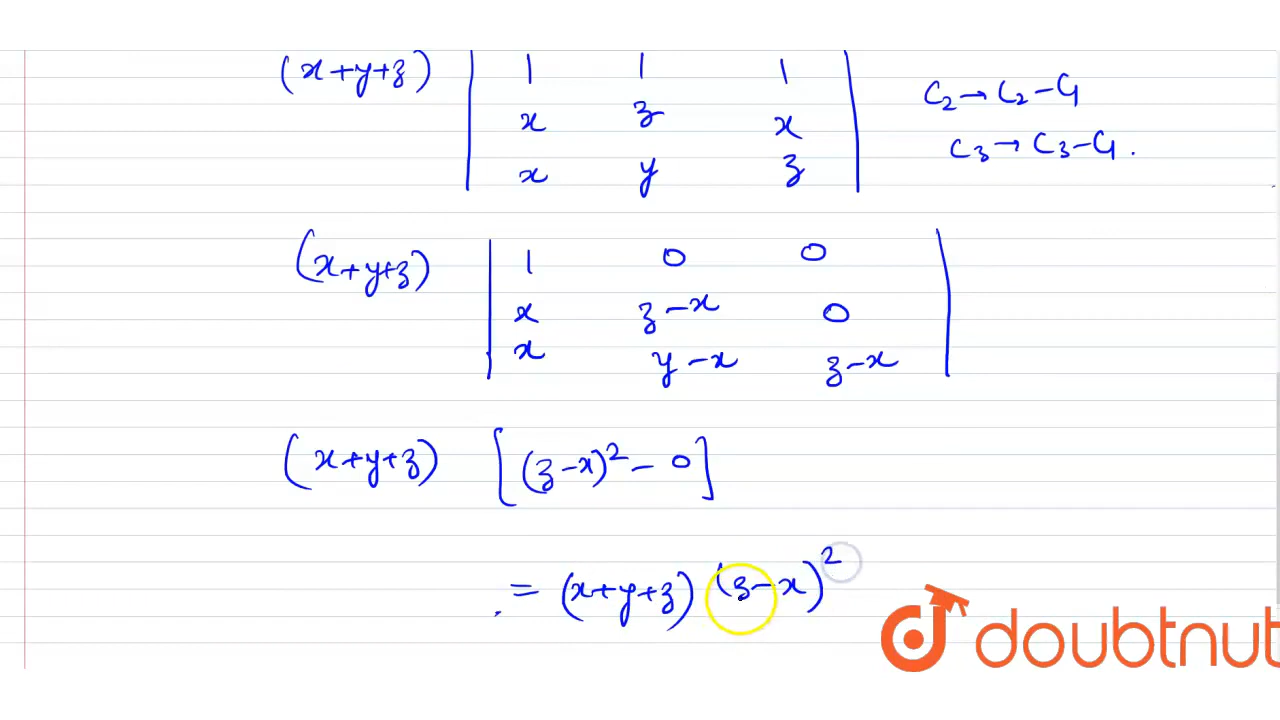 (x+y+z) | 1 1 1 |
C₂→C₂-C₁
| x z x |
C₃→C₃-C₁.
| x y z |
(x+y+z) | 1 0 0 |
| x z-x 0 |
| x y-x z-x |
(x+y+z) [(z-x)²-0]
= (x+y+z) (z-x)²
doubtnut